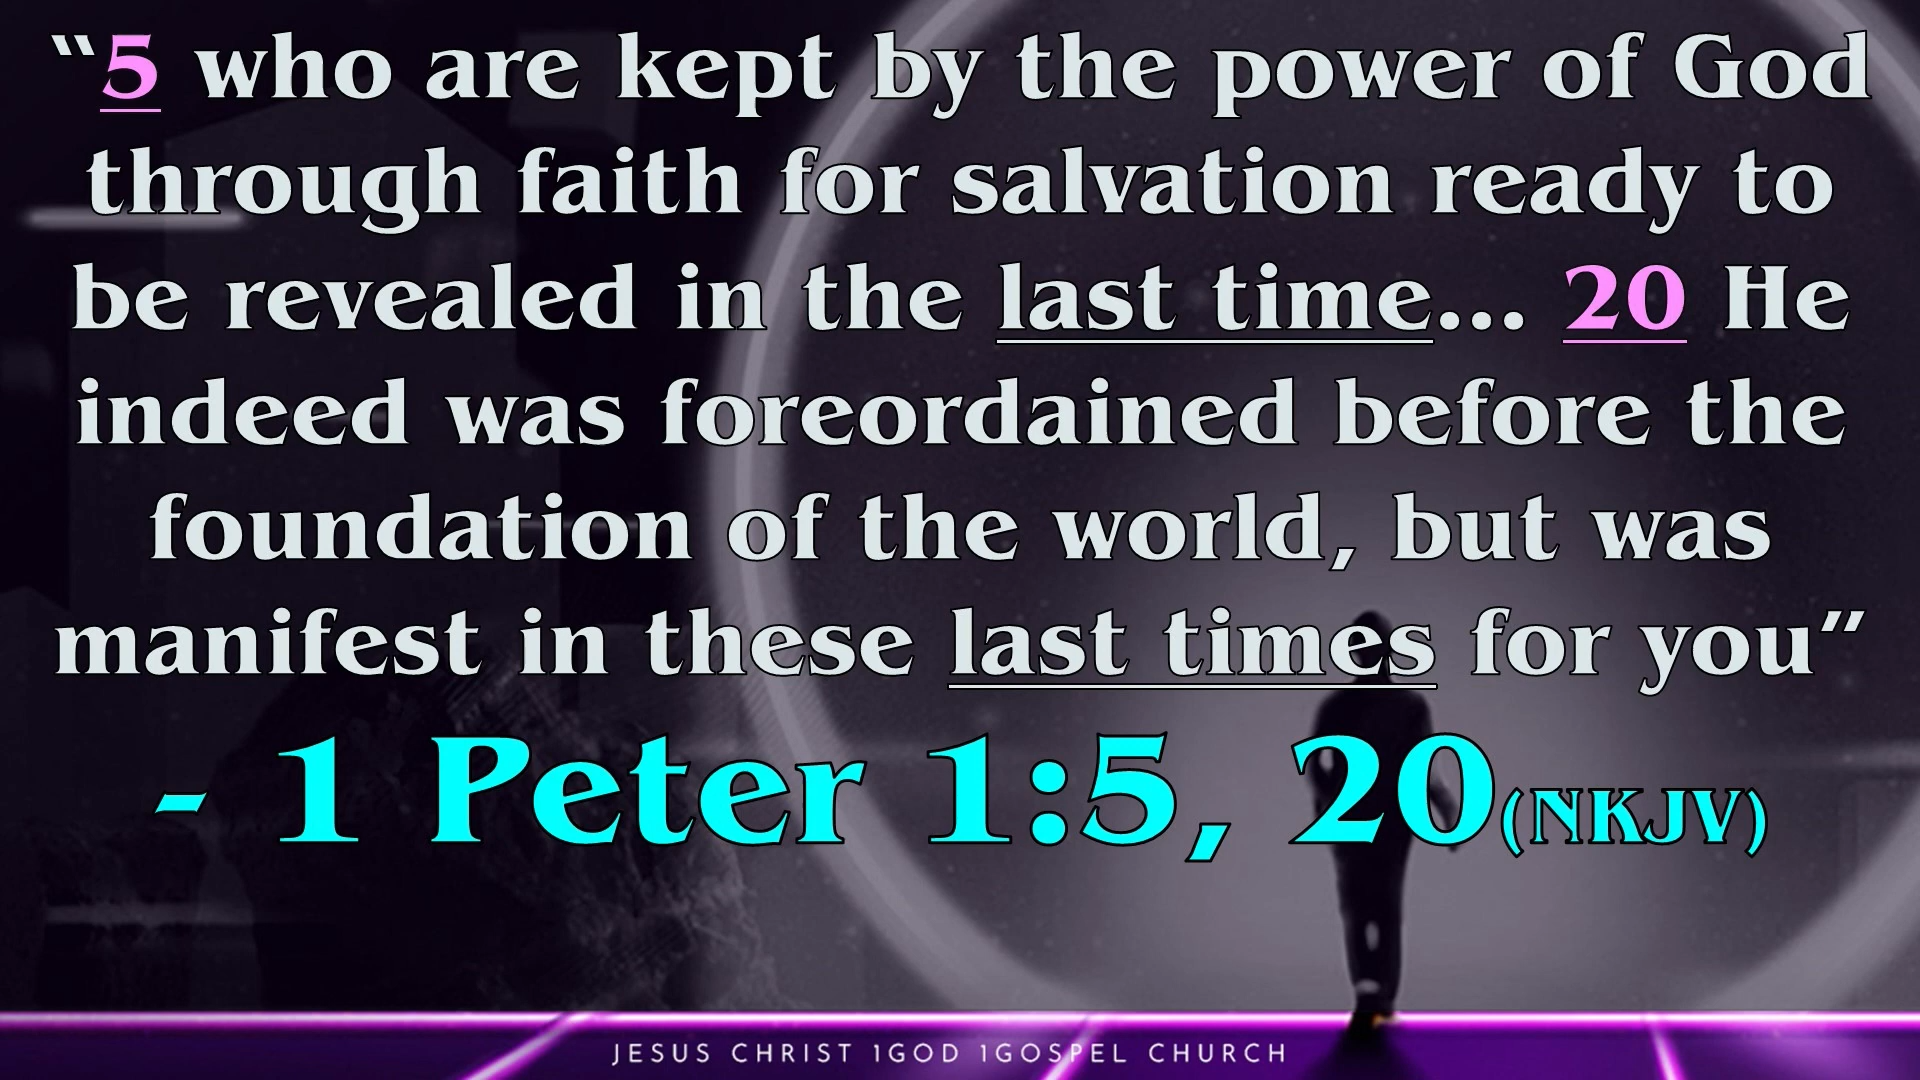 “5 who are kept by the power of God
through faith for salvation ready to
be revealed in the last time... 20 He
indeed was foreordained before the
foundation of the world, but was
manifest in these last times for you”
- 1 Peter 1:5, 20(NKJV)
JESUS CHRIST 1GOD 1GOSPEL CHURCH